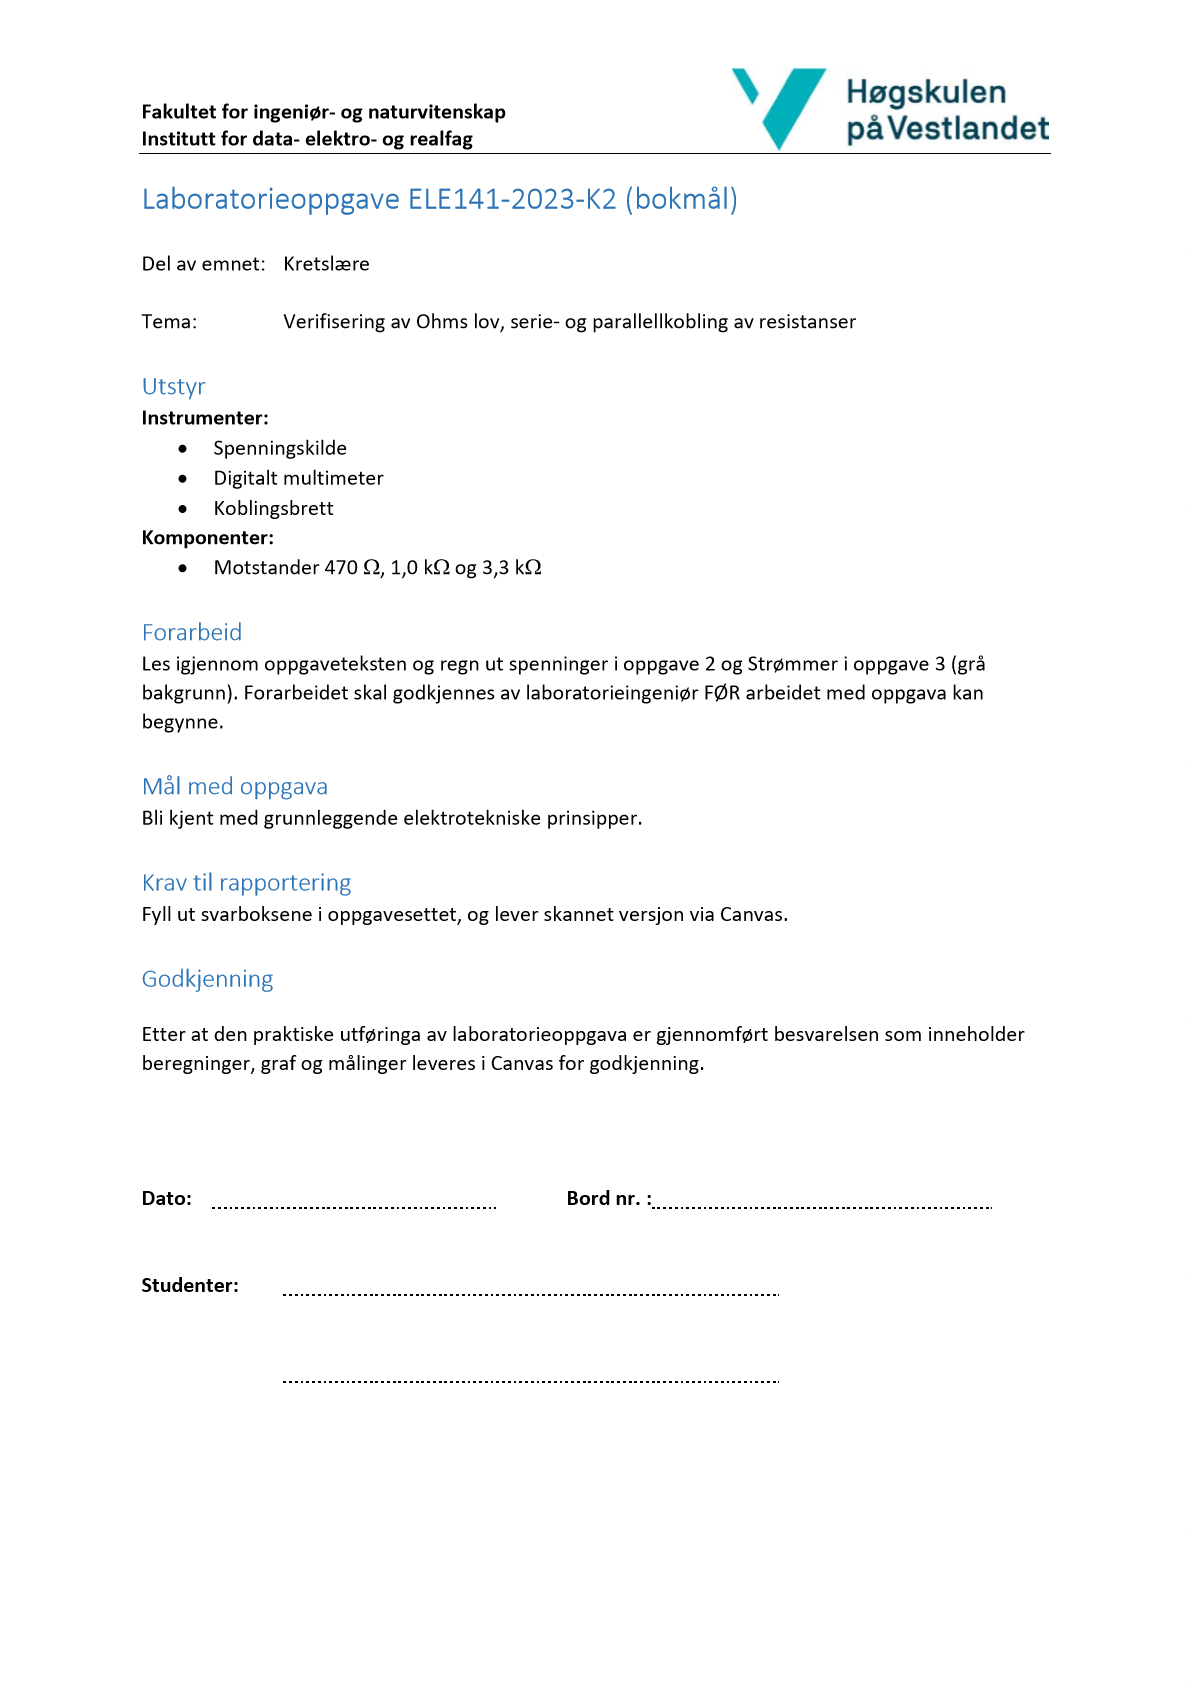 Fakultet for ingeniør- og naturvitenskap
Institutt for data- elektro- og realfag
Høgskulen
på Vestlandet
Laboratorieoppgave ELE141-2023-K2 (bokmål)
Del av emnet: Kretslære
Tema: Verifisering av Ohms lov, serie- og parallellkobling av resistanser
Utstyr
Instrumenter:
• Spenningskilde
• Digitalt multimeter
• Koblingsbrett
Komponenter:
• Motstander 470 Ω, 1,0 kΩ og 3,3 kΩ
Forarbeid
Les igjennom oppgaveteksten og regn ut spenninger i oppgave 2 og Strømmer i oppgave 3 (grå
bakgrunn). Forarbeidet skal godkjennes av laboratorieingeniør FØR arbeidet med oppgava kan
begynne.
Mål med oppgava
Bli kjent med grunnleggende elektrotekniske prinsipper.
Krav til rapportering
Fyll ut svarboksene i oppgavesettet, og lever skannet versjon via Canvas.
Godkjenning
Etter at den praktiske utføringa av laboratorieoppgava er gjennomført besvarelsen som inneholder
beregninger, graf og målinger leveres i Canvas for godkjenning.
Dato: Bord nr. :
Studenter: